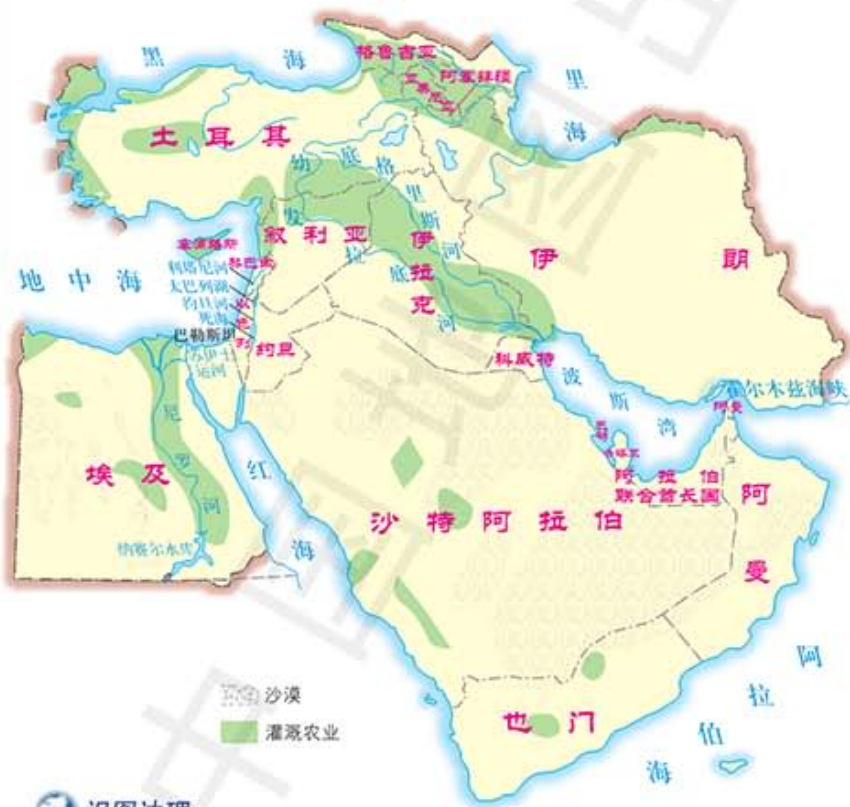 黑海
里海
格鲁吉亚
阿塞拜疆
土耳其
幼发拉底河
底格里斯河
塞浦路斯
叙利亚
伊拉克
伊朗
地中海
黎巴嫩
利塔尼河
太巴列湖
约旦河
死海
以色列
巴勒斯坦
约旦
苏伊士
运河
科威特
波斯湾
霍尔木兹海峡
阿曼
巴林
卡塔尔
阿拉伯
联合酋长国
阿曼
埃及
尼罗河
红海
沙特阿拉伯
纳赛尔水库
也门
阿拉伯海
沙漠
灌溉农业
中国地图